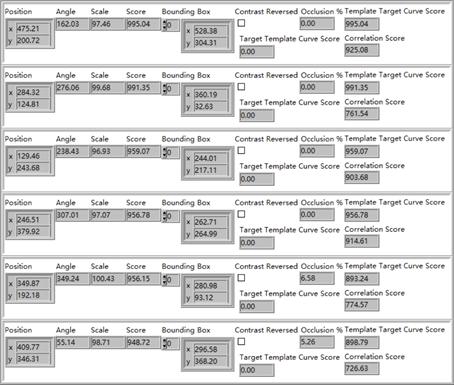 Position Angle Scale Score Bounding Box Contrast Reversed Occlusion % Template Target Curve Score
x 475.21 162.03 97.46 995.04 0 x 528.38 0.00 995.04
y 200.72 y 304.31 Target Template Curve Score Correlation Score
0.00 925.08
Position Angle Scale Score Bounding Box Contrast Reversed Occlusion % Template Target Curve Score
x 284.32 276.06 99.68 991.35 0 x 360.19 0.00 991.35
y 124.81 y 32.63 Target Template Curve Score Correlation Score
0.00 761.54
Position Angle Scale Score Bounding Box Contrast Reversed Occlusion % Template Target Curve Score
x 129.46 238.43 96.93 959.07 0 x 244.01 0.00 959.07
y 243.68 y 217.11 Target Template Curve Score Correlation Score
0.00 903.68
Position Angle Scale Score Bounding Box Contrast Reversed Occlusion % Template Target Curve Score
x 246.51 307.01 97.07 956.78 0 x 262.71 0.00 956.78
y 379.92 y 264.99 Target Template Curve Score Correlation Score
0.00 914.61
Position Angle Scale Score Bounding Box Contrast Reversed Occlusion % Template Target Curve Score
x 349.87 349.24 100.43 956.15 0 x 280.98 6.58 893.24
y 192.18 y 93.12 Target Template Curve Score Correlation Score
0.00 774.57
Position Angle Scale Score Bounding Box Contrast Reversed Occlusion % Template Target Curve Score
x 409.77 55.14 98.71 948.72 0 x 296.58 5.26 898.79
y 346.31 y 368.20 Target Template Curve Score Correlation Score
0.00 726.63